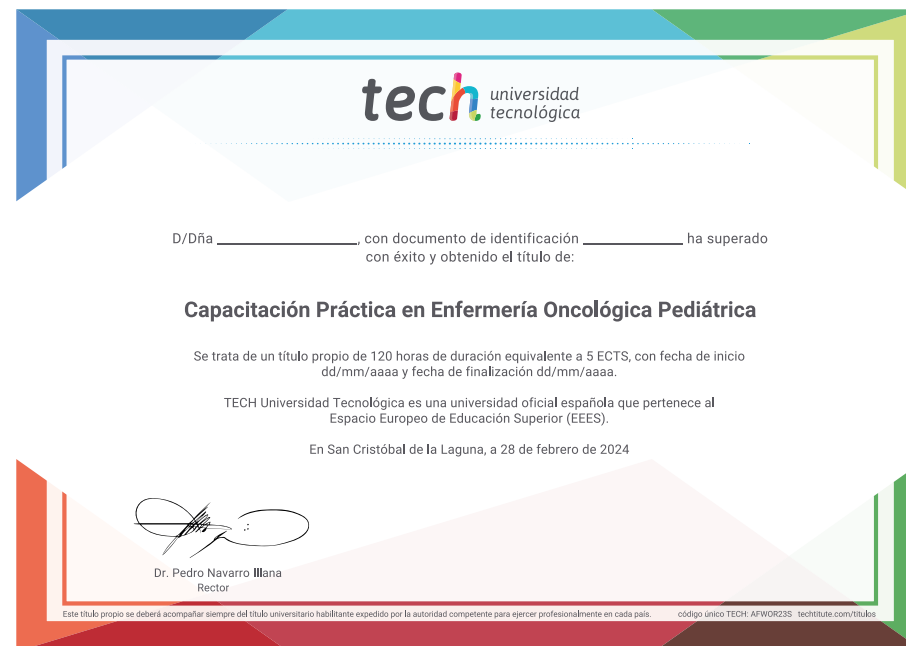 tech universidad
tecnológica
D/Dña ____________________, con documento de identificación ______________ ha superado
con éxito y obtenido el título de:
Capacitación Práctica en Enfermería Oncológica Pediátrica
Se trata de un título propio de 120 horas de duración equivalente a 5 ECTS, con fecha de inicio
dd/mm/aaaa y fecha de finalización dd/mm/aaaa.
TECH Universidad Tecnológica es una universidad oficial española que pertenece al
Espacio Europeo de Educación Superior (EEES).
En San Cristóbal de la Laguna, a 28 de febrero de 2024
Dr. Pedro Navarro Illana
Rector
Este título propio se deberá acompañar siempre del título universitario habilitante expedido por la autoridad competente para ejercer profesionalmente en cada país. código único TECH: AFWOR23S techtitute.com/titulos